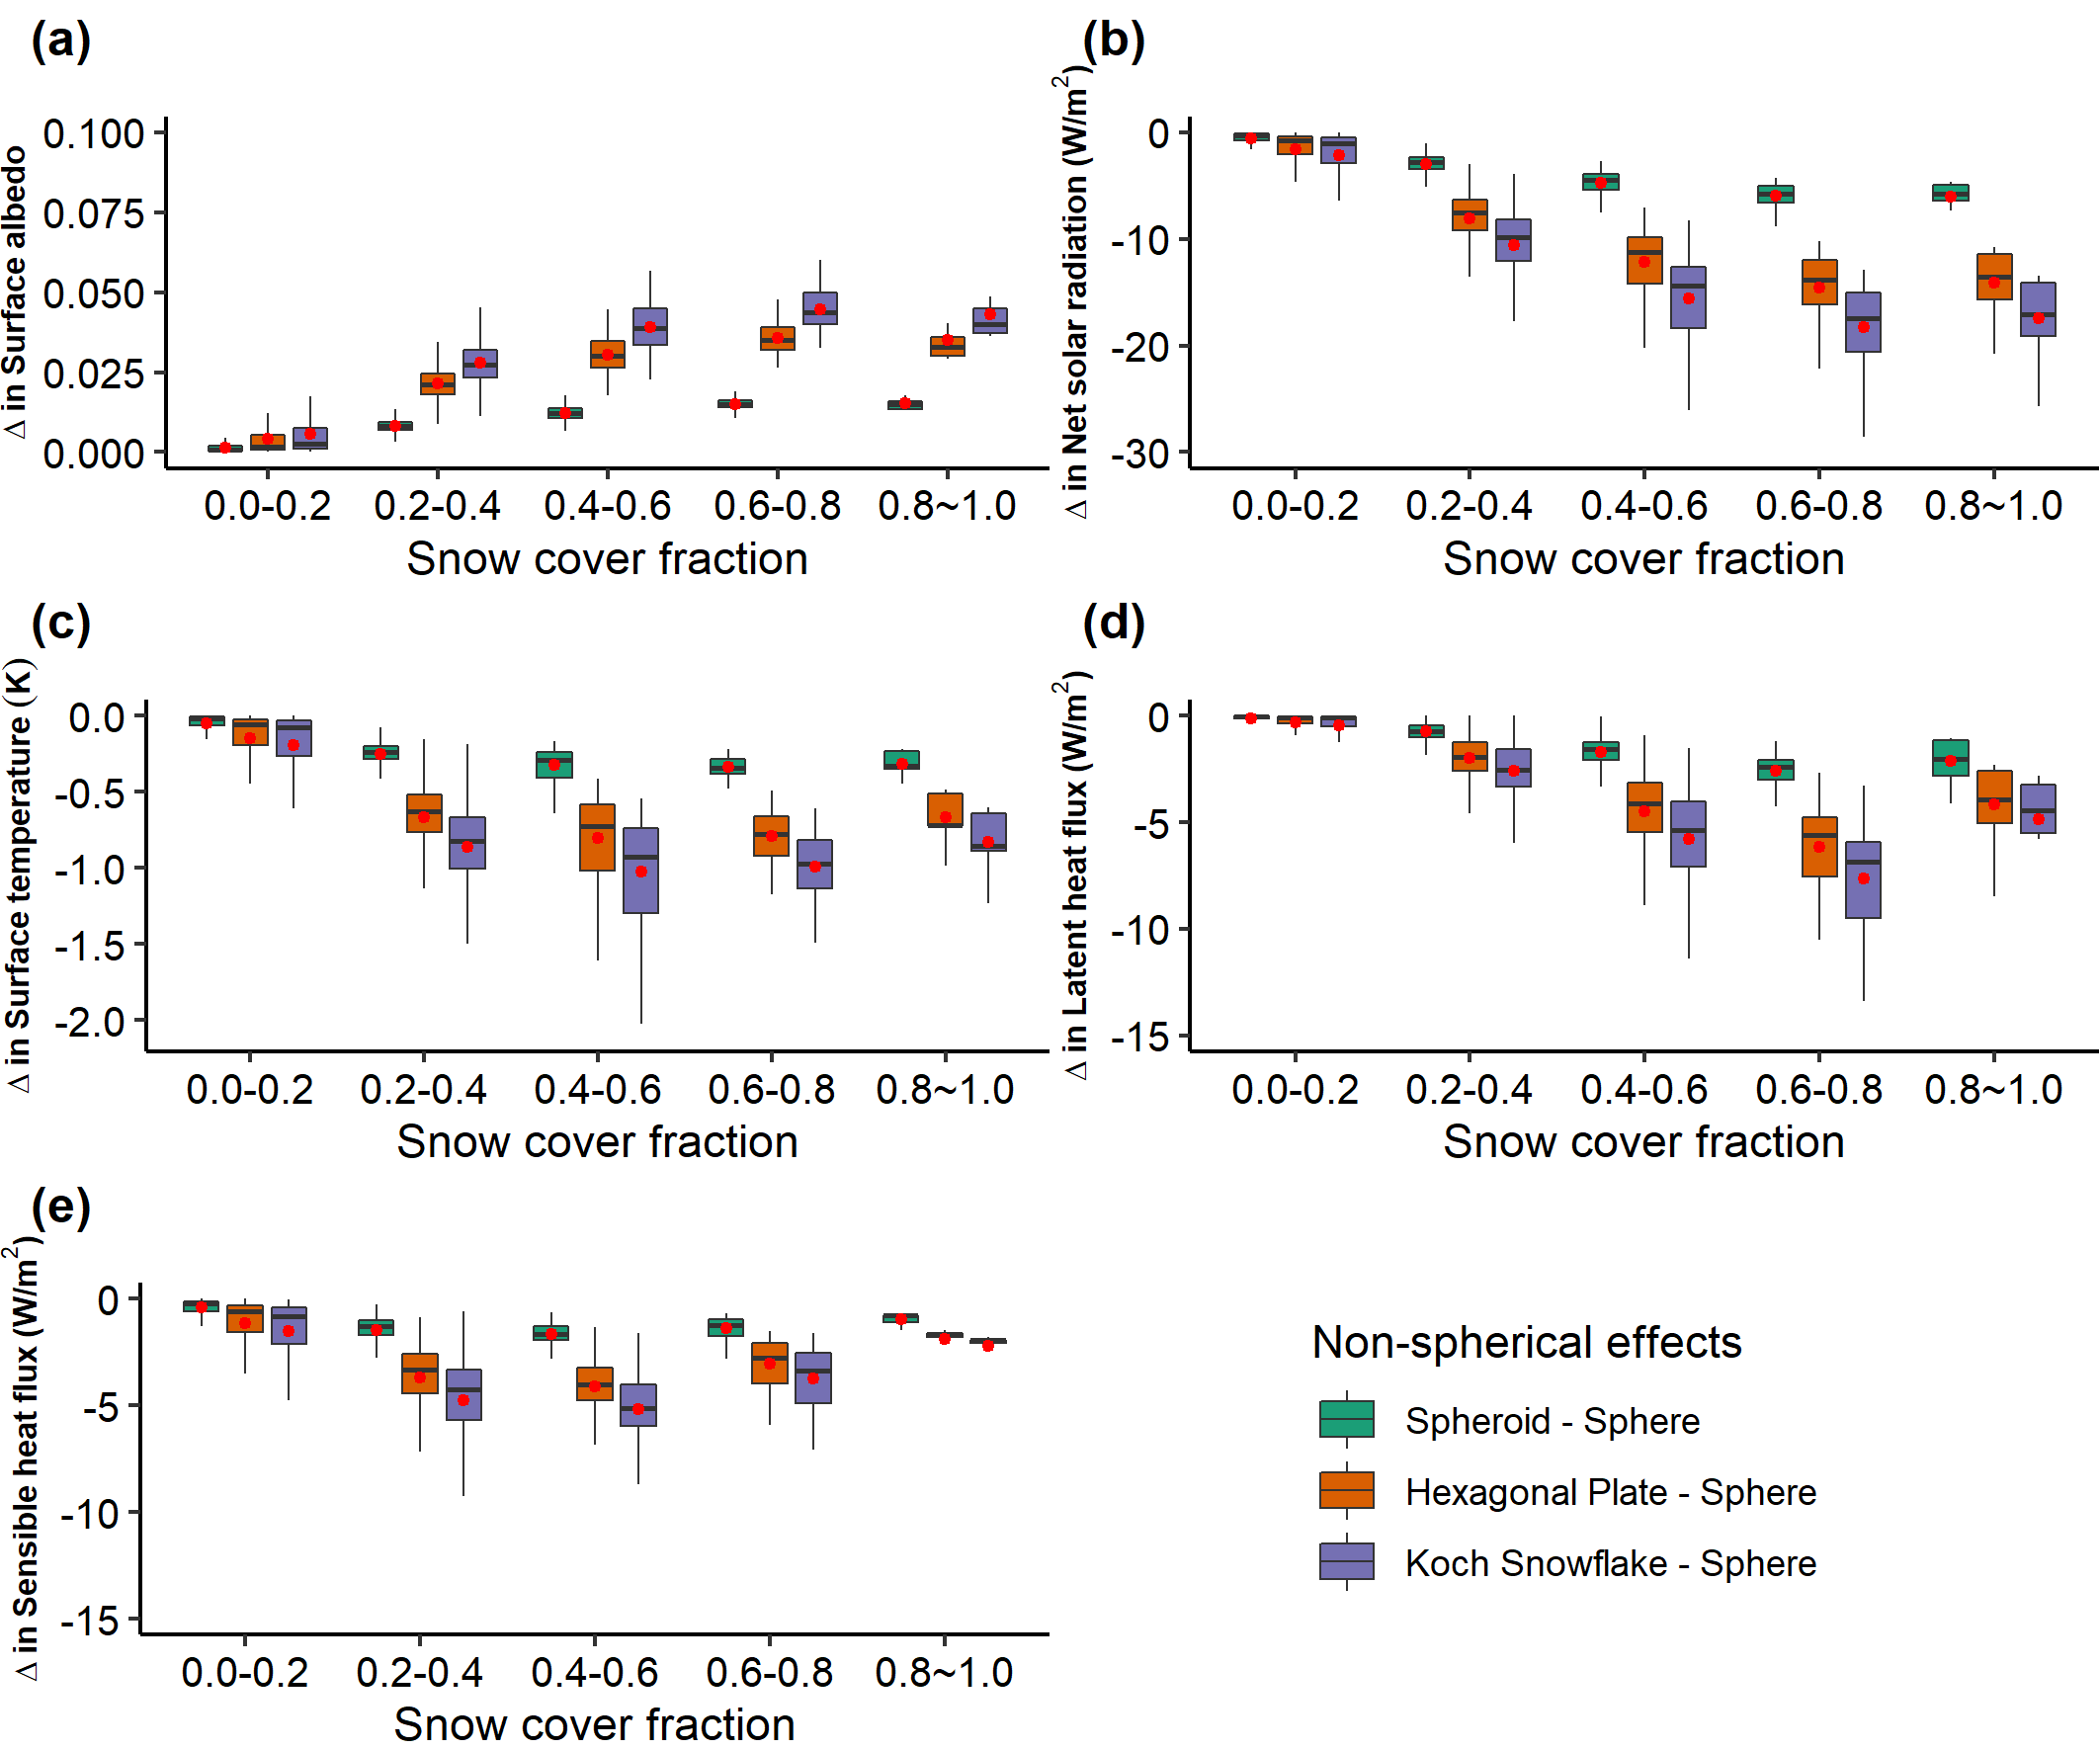 (a)
Δ in Surface albedo
0.100
0.075
0.050
0.025
0.000
0.0-0.2 0.2-0.4 0.4-0.6 0.6-0.8 0.8~1.0
Snow cover fraction
(b)
Δ in Net solar radiation (W/m²)
0
-10
-20
-30
0.0-0.2 0.2-0.4 0.4-0.6 0.6-0.8 0.8~1.0
Snow cover fraction
(c)
Δ in Surface temperature (K)
0.0
-0.5
-1.0
-1.5
-2.0
0.0-0.2 0.2-0.4 0.4-0.6 0.6-0.8 0.8~1.0
Snow cover fraction
(d)
Δ in Latent heat flux (W/m²)
0
-5
-10
-15
0.0-0.2 0.2-0.4 0.4-0.6 0.6-0.8 0.8~1.0
Snow cover fraction
(e)
Δ in Sensible heat flux (W/m²)
0
-5
-10
-15
0.0-0.2 0.2-0.4 0.4-0.6 0.6-0.8 0.8~1.0
Snow cover fraction
Non-spherical effects
Spheroid - Sphere
Hexagonal Plate - Sphere
Koch Snowflake - Sphere